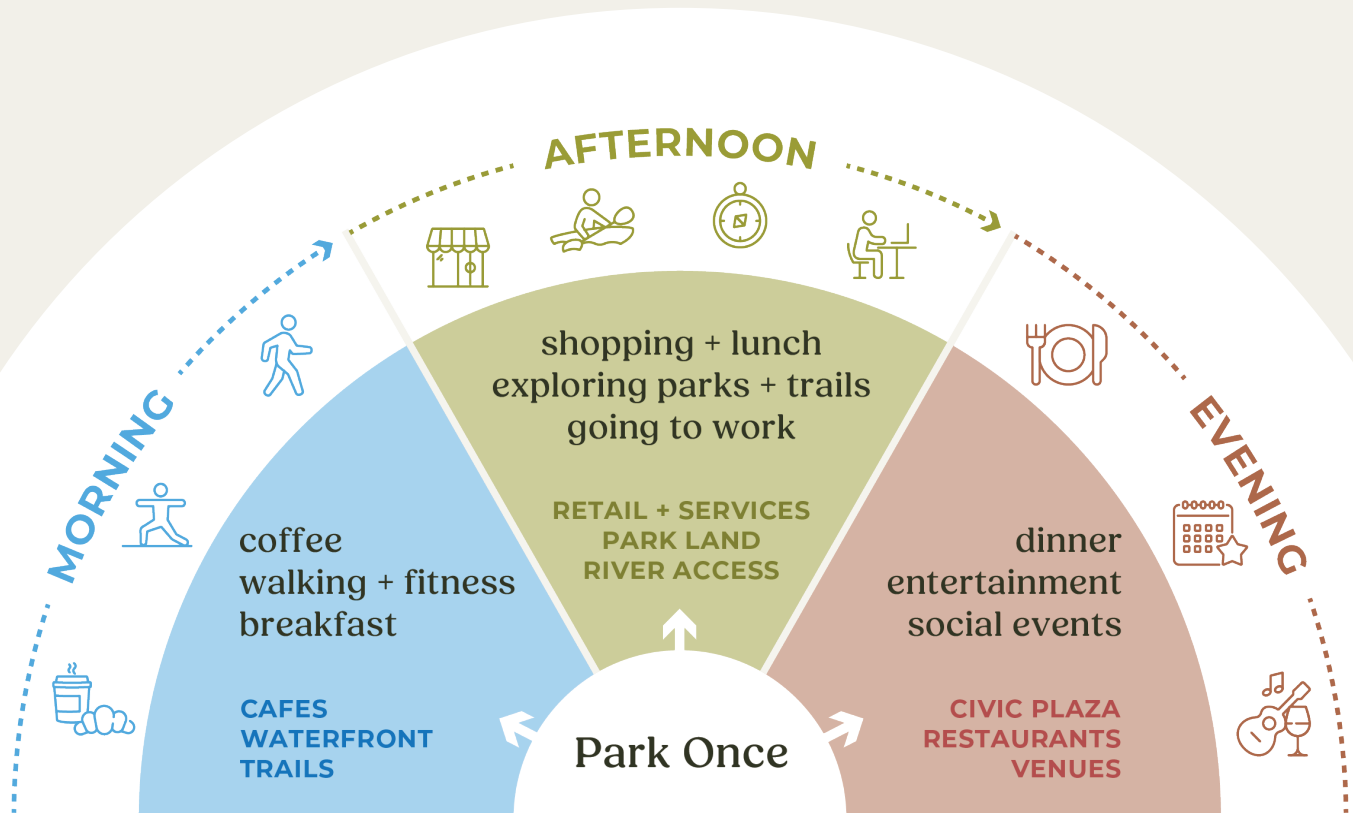 MORNING
AFTERNOON
EVENING
coffee
walking + fitness
breakfast
CAFES
WATERFRONT
TRAILS
shopping + lunch
exploring parks + trails
going to work
RETAIL + SERVICES
PARK LAND
RIVER ACCESS
dinner
entertainment
social events
CIVIC PLAZA
RESTAURANTS
VENUES
Park Once